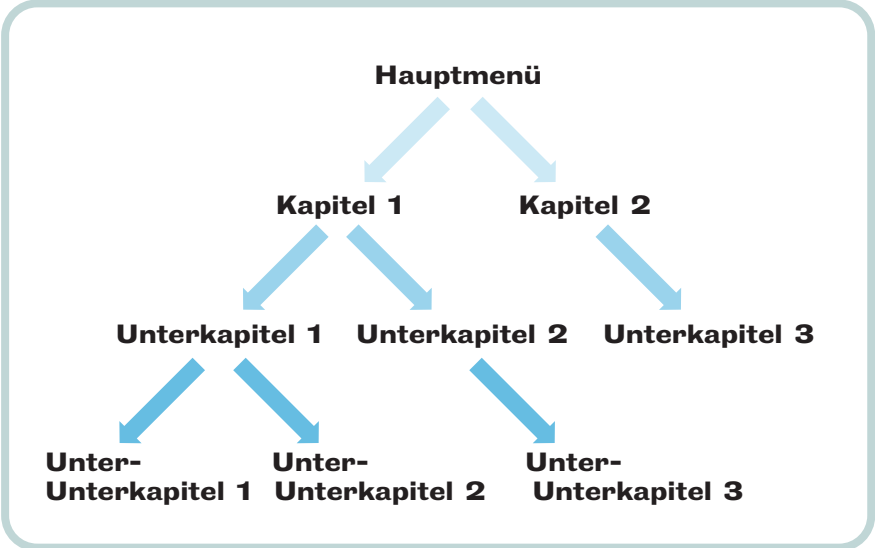 Hauptmenü
Kapitel 1
Kapitel 2
Unterkapitel 1
Unterkapitel 2
Unterkapitel 3
Unter-
Unterkapitel 1
Unter-
Unterkapitel 2
Unter-
Unterkapitel 3